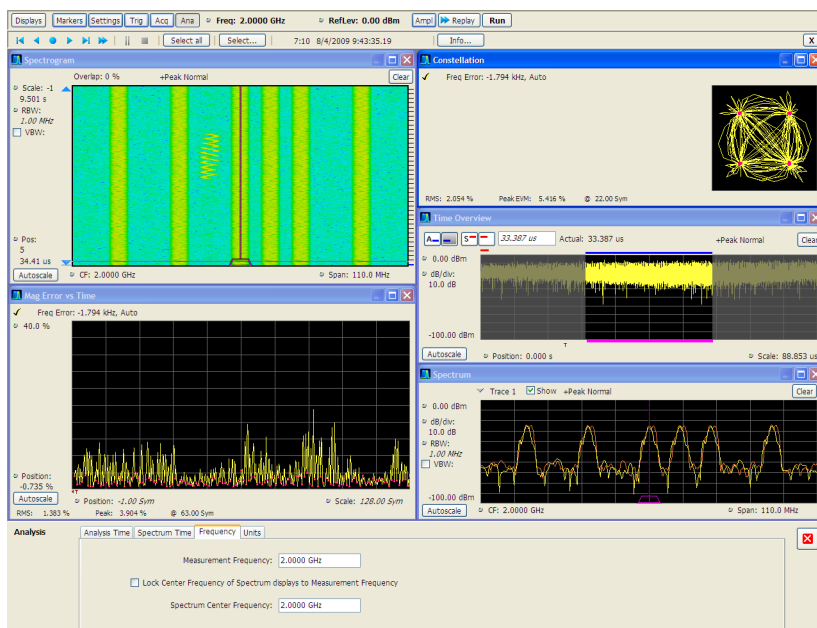 Displays Markers Settings Trig Acq Ana Freq: 2.0000 GHz RefLev: 0.00 dBm Ampl Replay Run
Select all Select... 7:10 8/4/2009 9:43:35.19 Info... X
Spectrogram
Overlap: 0 % +Peak Normal Clear
Scale: -1
9.501 s
RBW:
1.00 MHz
VBW:
Pos:
5
34.41 us
Autoscale CF: 2.0000 GHz Span: 110.0 MHz
Constellation
Freq Error: -1.794 kHz, Auto
RMS: 2.054 % Peak EVM: 5.416 % @ 22.00 Sym
Time Overview
A S 33.387 us Actual: 33.387 us +Peak Normal Clear
0.00 dBm
dB/div:
10.0 dB
-100.00 dBm
T
Autoscale Position: 0.000 s Scale: 88.853 us
Mag Error vs Time
Freq Error: -1.794 kHz, Auto
40.0 %
Position:
-0.735 %
T
Autoscale Position: -1.00 Sym Scale: 128.00 Sym
RMS: 1.383 % Peak: 3.904 % @ 63.00 Sym
Spectrum
Trace 1 Show +Peak Normal Clear
0.00 dBm
dB/div:
10.0 dB
RBW:
1.00 MHz
VBW:
-100.00 dBm
Autoscale CF: 2.0000 GHz Span: 110.0 MHz
Analysis Analysis Time Spectrum Time Frequency Units
Measurement Frequency: 2.0000 GHz
Lock Center Frequency of Spectrum displays to Measurement Frequency
Spectrum Center Frequency: 2.0000 GHz